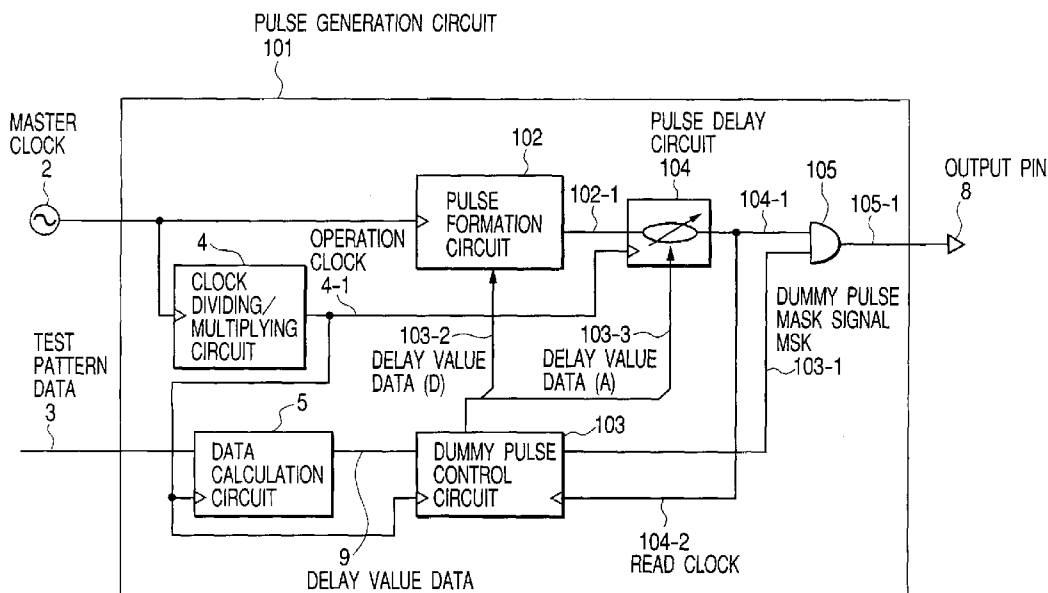 PULSE GENERATION CIRCUIT
101
MASTER
CLOCK
2
102
PULSE
FORMATION
CIRCUIT
102-1
PULSE DELAY
CIRCUIT
104
104-1
105
105-1
OUTPUT PIN
8
4
CLOCK
DIVIDING/
MULTIPLYING
CIRCUIT
OPERATION
CLOCK
4-1
103-2
DELAY VALUE
DATA (D)
103-3
DELAY VALUE
DATA (A)
DUMMY PULSE
MASK SIGNAL
MSK
103-1
TEST
PATTERN
DATA
3
5
DATA
CALCULATION
CIRCUIT
103
DUMMY PULSE
CONTROL
CIRCUIT
9
DELAY VALUE DATA
104-2
READ CLOCK